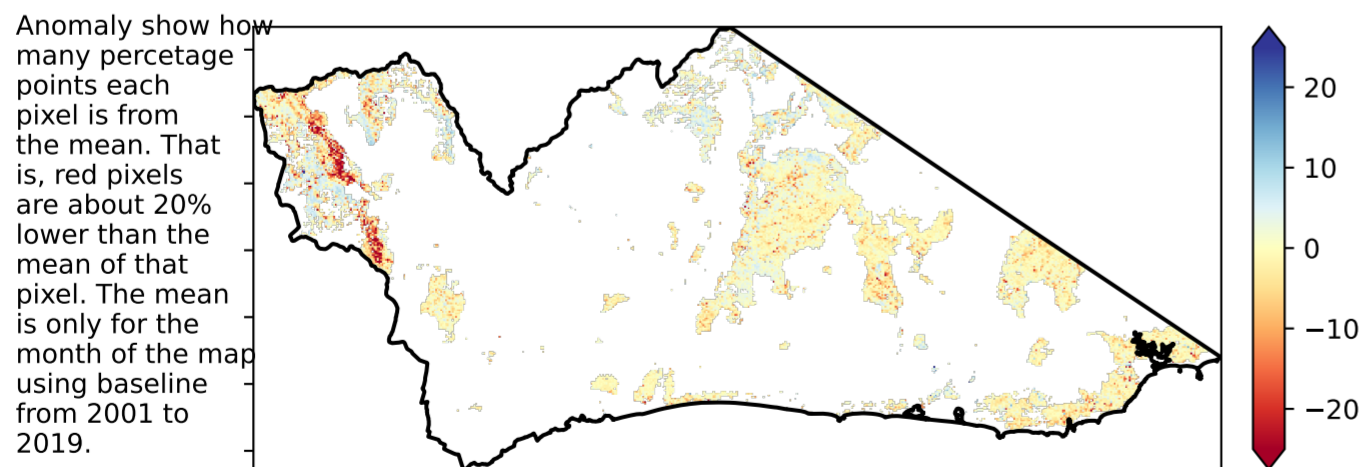 Anomaly show how
many percetage
points each
pixel is from
the mean. That
is, red pixels
are about 20%
lower than the
mean of that
pixel. The mean
is only for the
month of the map
using baseline
from 2001 to
2019.
20
10
0
−10
−20